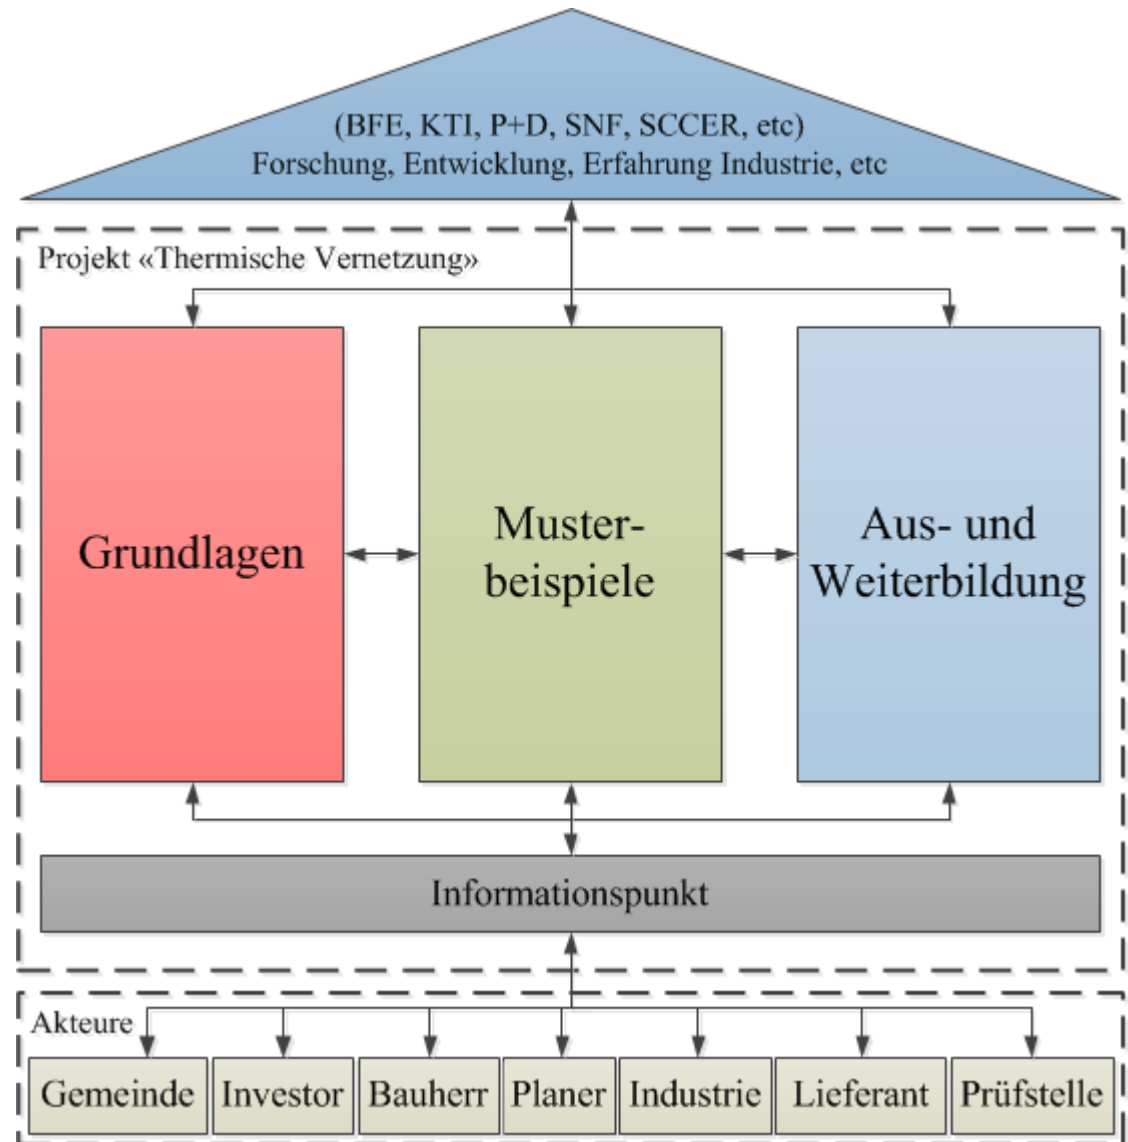 (BFE, KTI, P+D, SNF, SCCER, etc)
Forschung, Entwicklung, Erfahrung Industrie, etc
Projekt «Thermische Vernetzung»
Grundlagen
Muster-
beispiele
Aus- und
Weiterbildung
Informationspunkt
Akteure
Gemeinde
Investor
Bauherr
Planer
Industrie
Lieferant
Prüfstelle